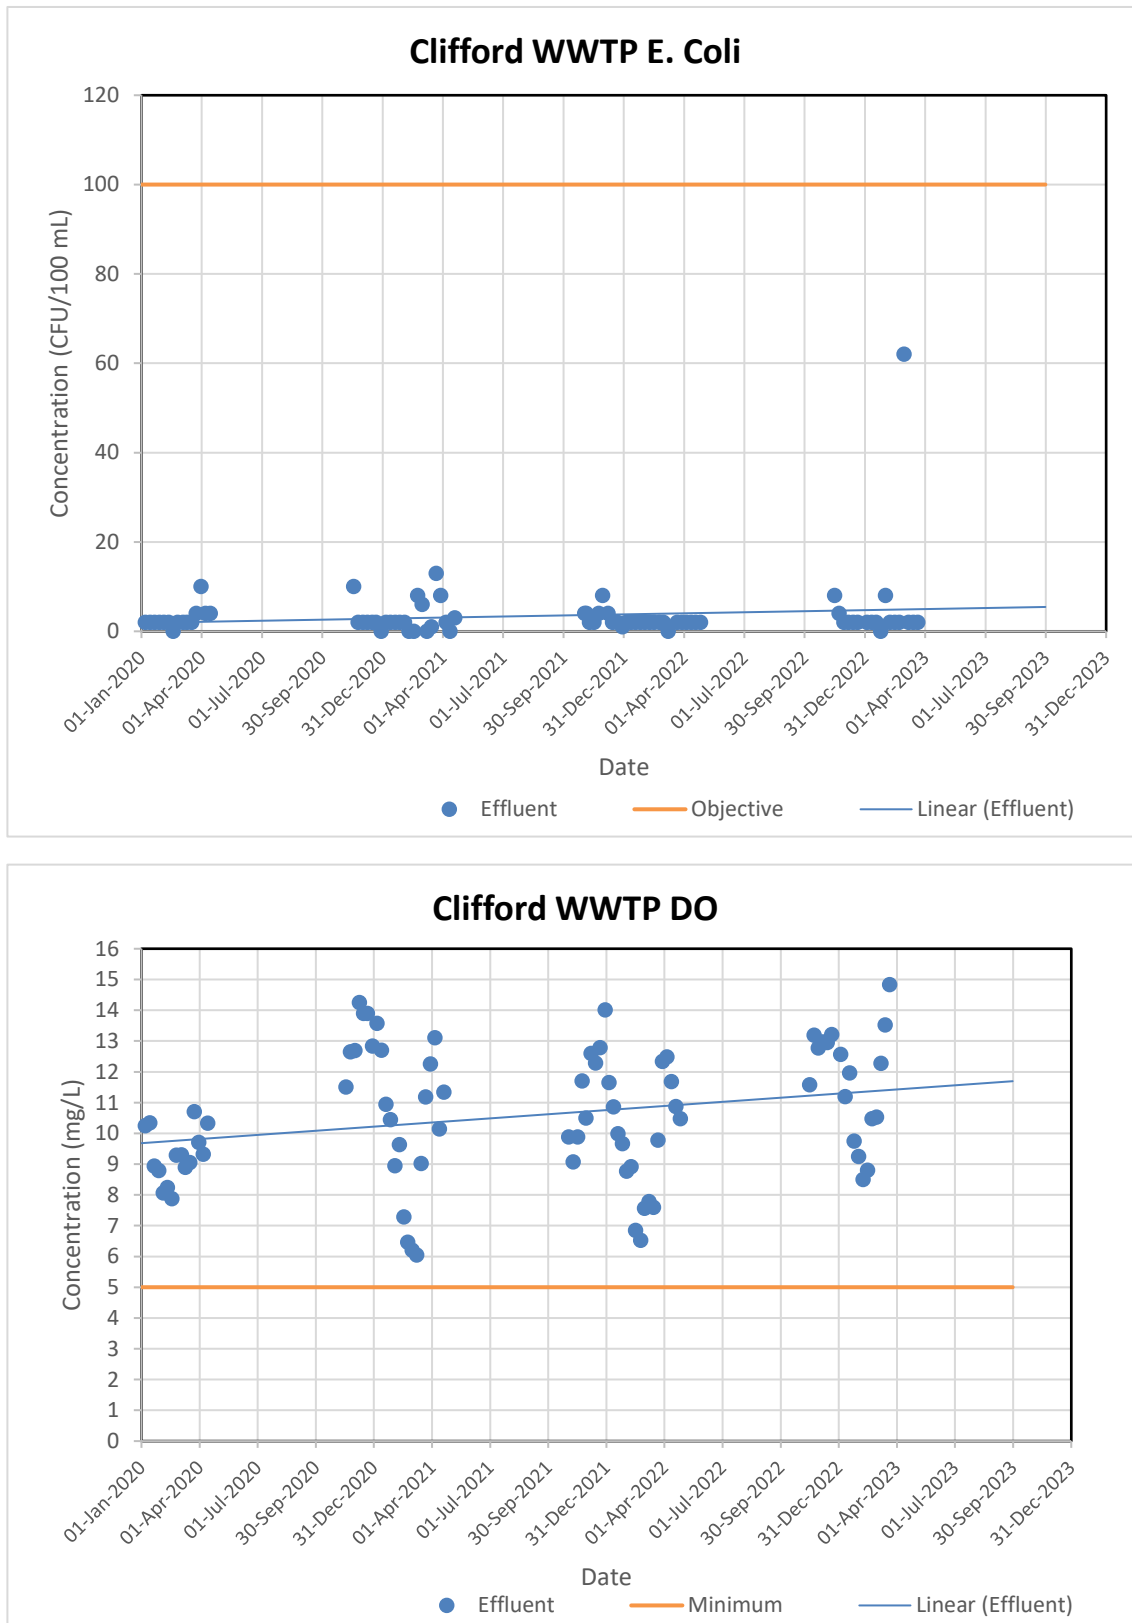 Clifford WWTP E. Coli
120
100
80
60
40
20
0
Concentration (CFU/100 mL)
01-Jan-2020
01-Apr-2020
01-Jul-2020
30-Sep-2020
31-Dec-2020
01-Apr-2021
01-Jul-2021
30-Sep-2021
31-Dec-2021
01-Apr-2022
01-Jul-2022
30-Sep-2022
31-Dec-2022
01-Apr-2023
01-Jul-2023
30-Sep-2023
31-Dec-2023
Date
Effluent Objective Linear (Effluent)
Clifford WWTP DO
16
15
14
13
12
11
10
9
8
7
6
5
4
3
2
1
0
Concentration (mg/L)
01-Jan-2020
01-Apr-2020
01-Jul-2020
30-Sep-2020
31-Dec-2020
01-Apr-2021
01-Jul-2021
30-Sep-2021
31-Dec-2021
01-Apr-2022
01-Jul-2022
30-Sep-2022
31-Dec-2022
01-Apr-2023
01-Jul-2023
30-Sep-2023
31-Dec-2023
Date
Effluent Minimum Linear (Effluent)